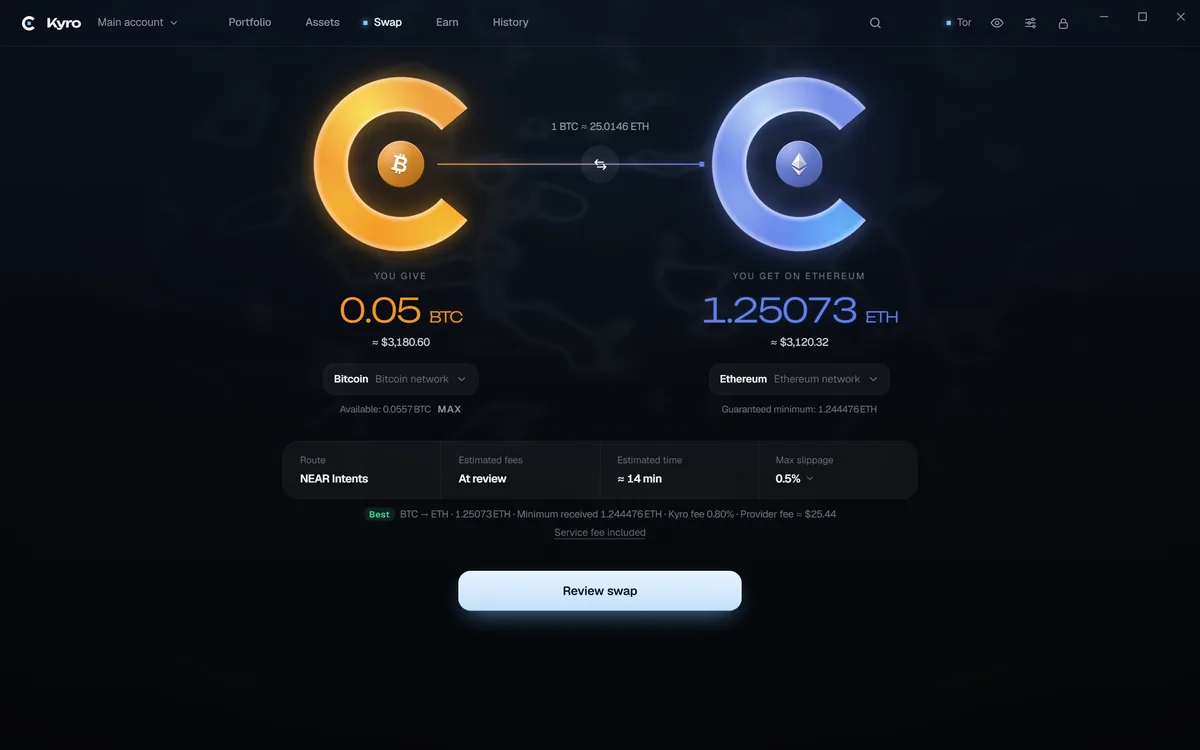 Kyro Main account Portfolio Assets Swap Earn History Tor
1 BTC ≈ 25.0146 ETH
YOU GIVE
0.05 BTC
≈ $3,180.60
Bitcoin Bitcoin network
Available: 0.0557 BTC MAX
YOU GET ON ETHEREUM
1.25073 ETH
≈ $3,120.32
Ethereum Ethereum network
Guaranteed minimum: 1.244476 ETH
Route
NEAR Intents
Estimated fees
At review
Estimated time
≈ 14 min
Max slippage
0.5%
Best BTC → ETH · 1.25073 ETH · Minimum received 1.244476 ETH · Kyro fee 0.80% · Provider fee ≈ $25.44
Service fee included
Review swap